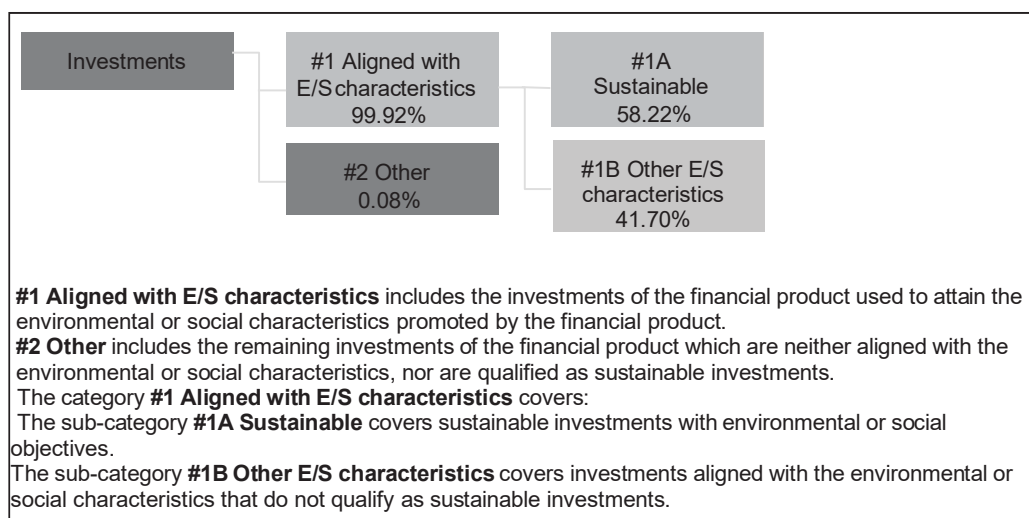 Investments
#1 Aligned with
E/S characteristics
99.92%
#1A
Sustainable
58.22%
#2 Other
0.08%
#1B Other E/S
characteristics
41.70%
#1 Aligned with E/S characteristics includes the investments of the financial product used to attain the
environmental or social characteristics promoted by the financial product.
#2 Other includes the remaining investments of the financial product which are neither aligned with the
environmental or social characteristics, nor are qualified as sustainable investments.
The category #1 Aligned with E/S characteristics covers:
The sub-category #1A Sustainable covers sustainable investments with environmental or social
objectives.
The sub-category #1B Other E/S characteristics covers investments aligned with the environmental or
social characteristics that do not qualify as sustainable investments.